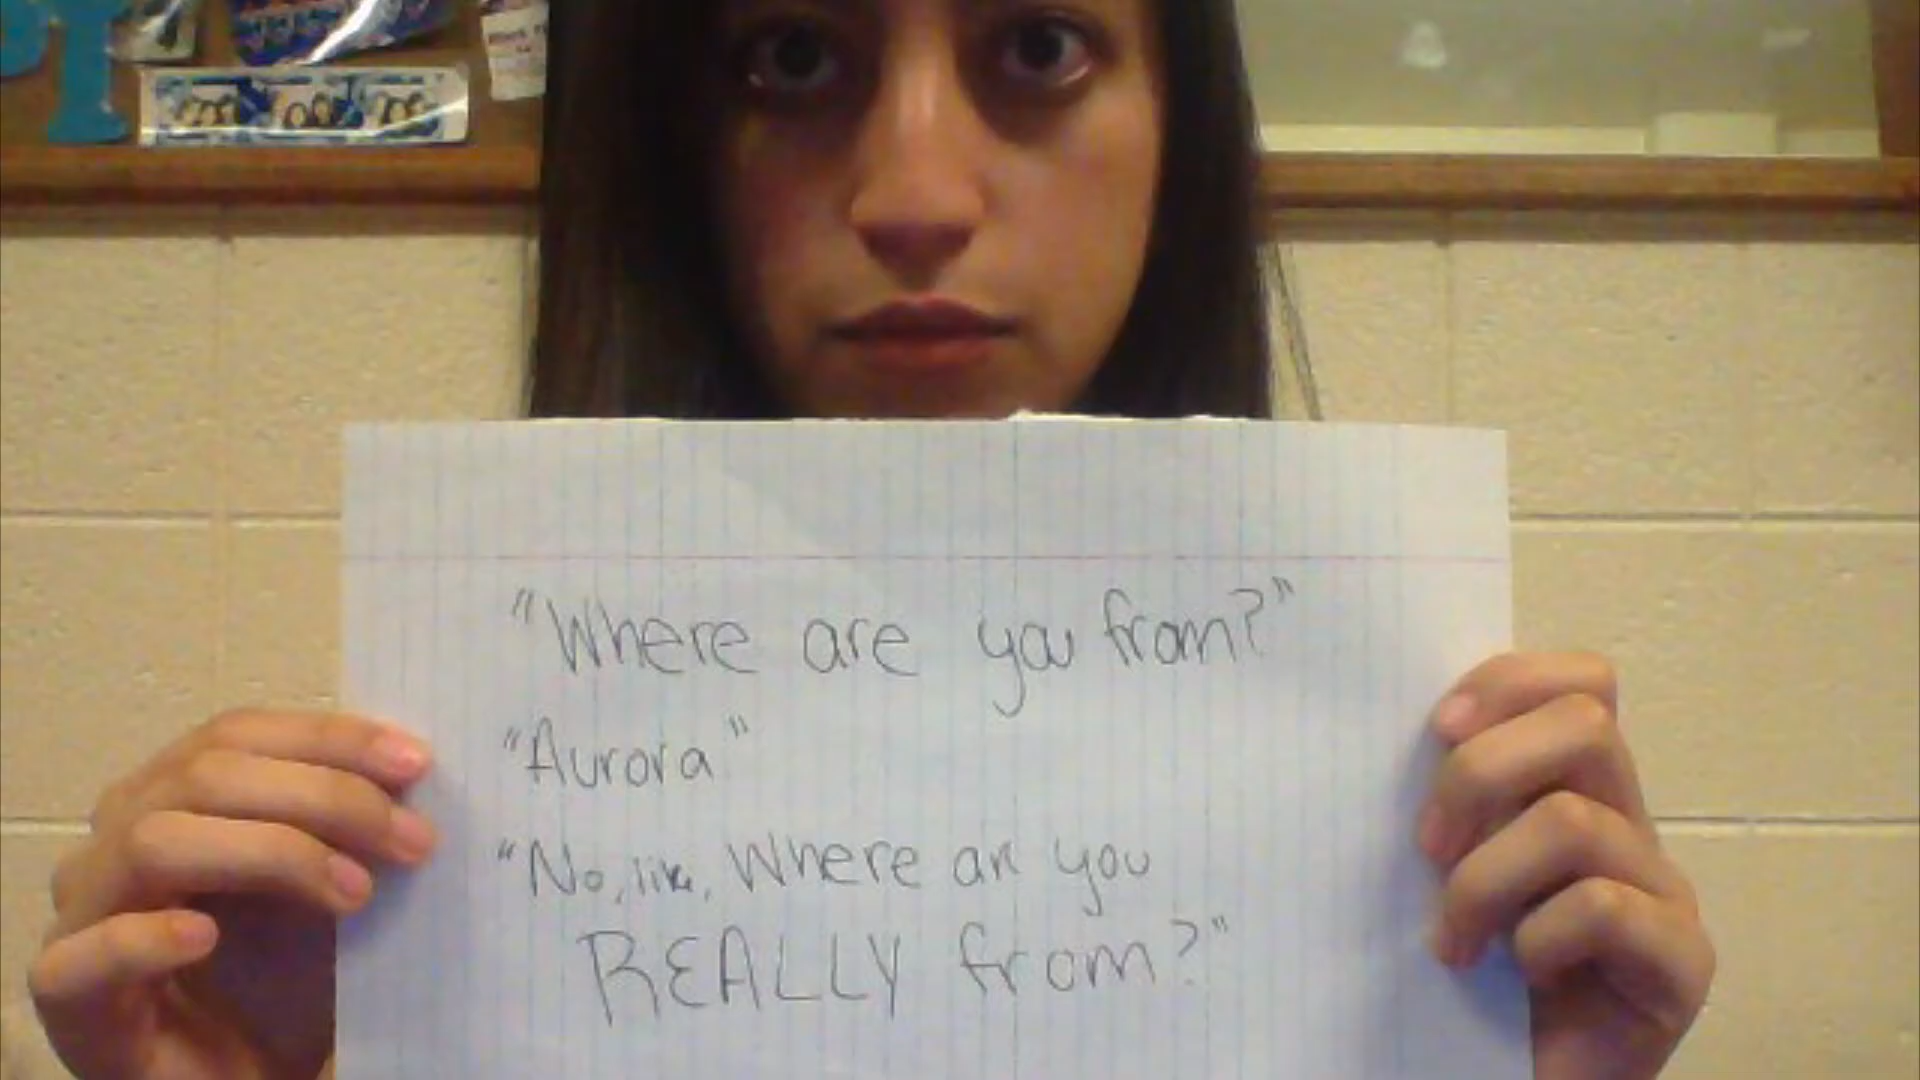 "Where are you from?"
"Aurora"
"No, like, Where are you
REALLY from?"